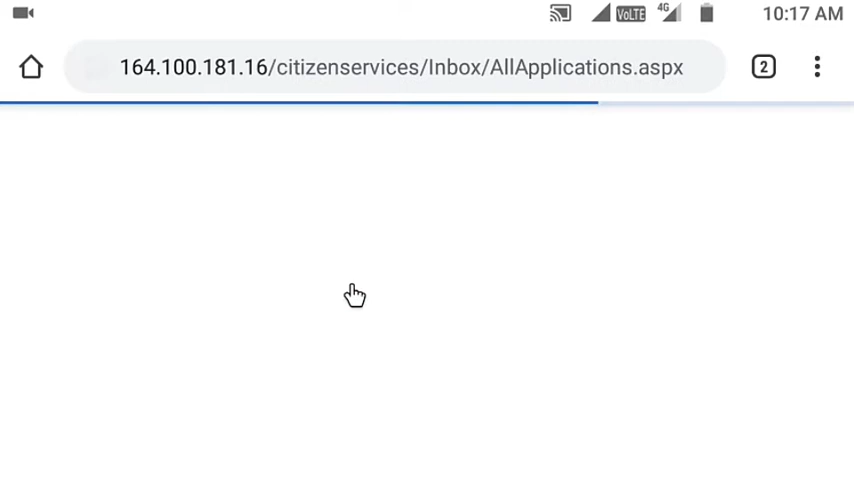 VoLTE 4G 10:17 AM
164.100.181.16/citizenservices/Inbox/AllApplications.aspx 2